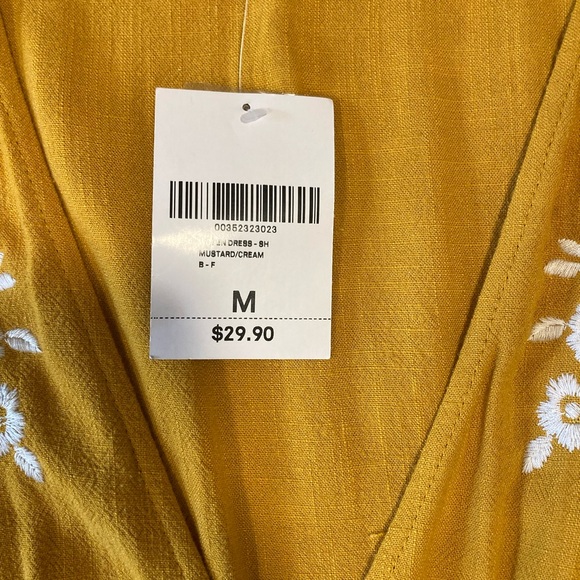 00352323023
DRESS - SH
MUSTARD/CREAM
B - F
M
$29.90